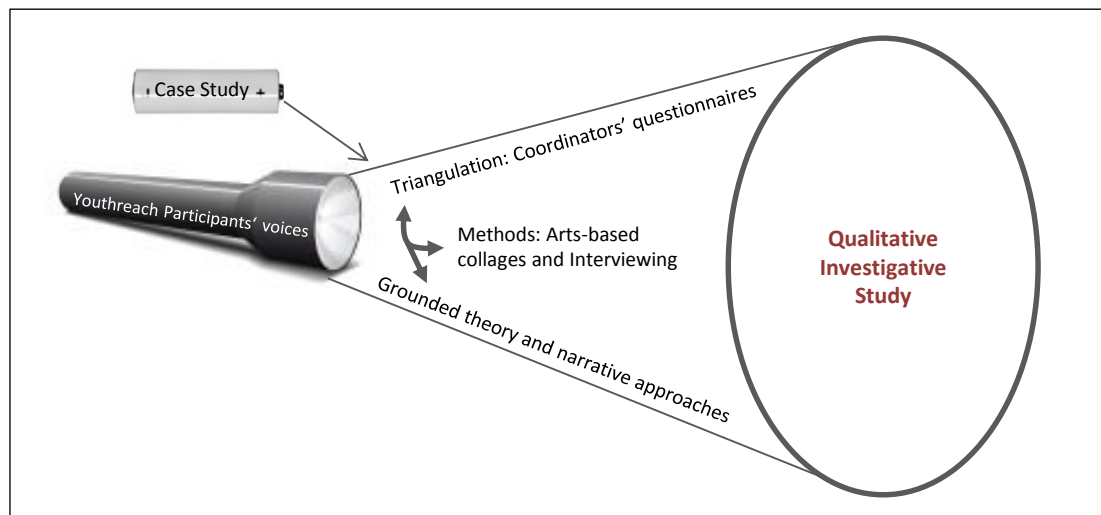 - Case Study +
Triangulation: Coordinators' questionnaires
Youthreach Participants' voices
Methods: Arts-based
collages and Interviewing
Grounded theory and narrative approaches
Qualitative
Investigative
Study